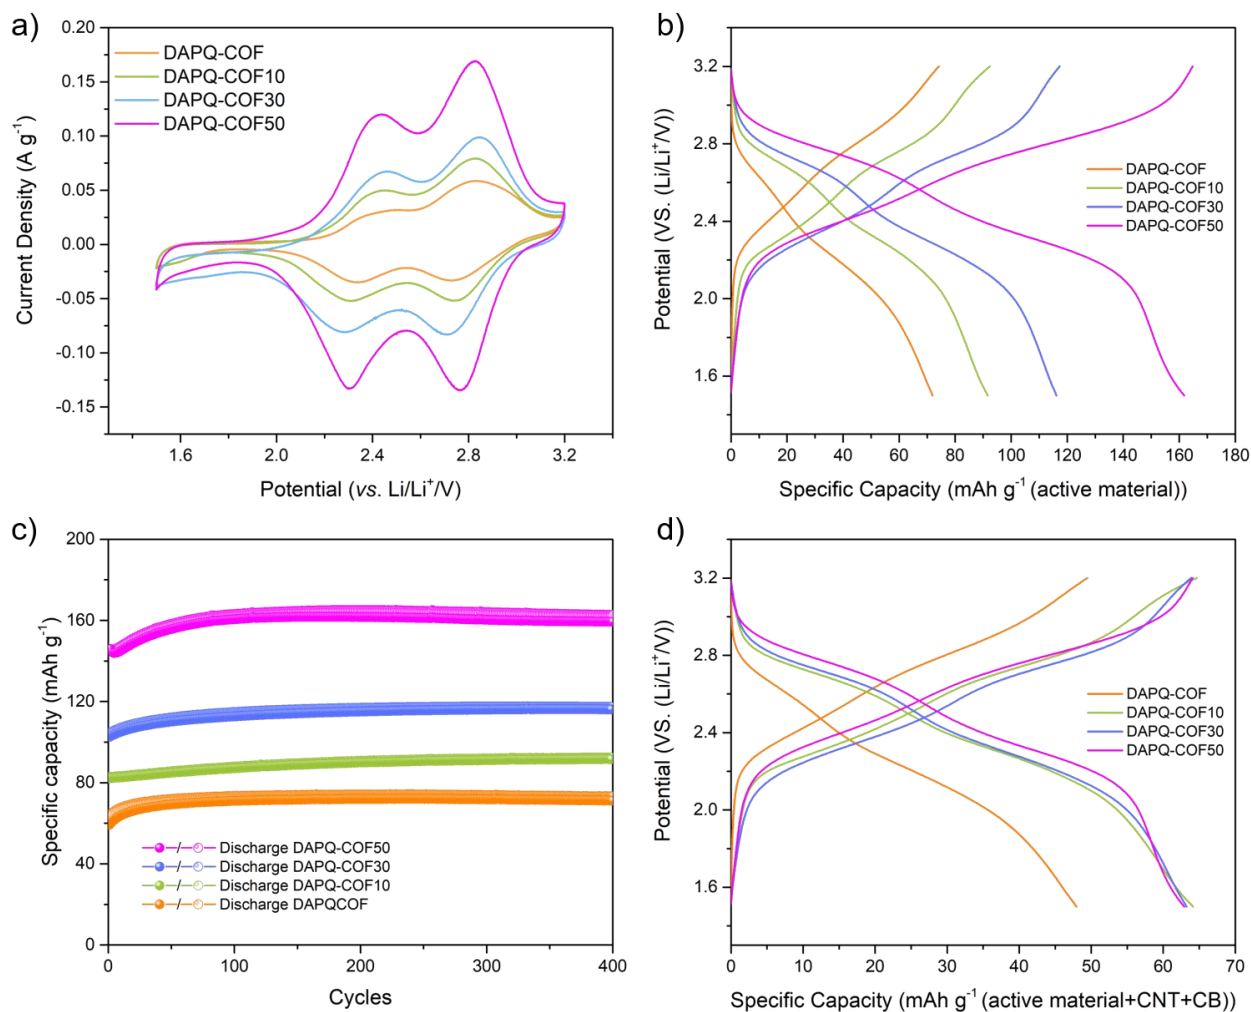 a)
DAPQ-COF
DAPQ-COF10
DAPQ-COF30
DAPQ-COF50
0.20
0.15
0.10
0.05
0.00
-0.05
-0.10
-0.15
Current Density (A g⁻¹)
1.6 2.0 2.4 2.8 3.2
Potential (vs. Li/Li⁺/V)
b)
3.2
2.8
2.4
2.0
1.6
Potential (VS. (Li/Li⁺/V))
DAPQ-COF
DAPQ-COF10
DAPQ-COF30
DAPQ-COF50
0 20 40 60 80 100 120 140 160 180
Specific Capacity (mAh g⁻¹ (active material))
c)
200
160
120
80
40
0
Specific capacity (mAh g⁻¹)
/ Discharge DAPQ-COF50
/ Discharge DAPQ-COF30
/ Discharge DAPQ-COF10
/ Discharge DAPQCOF
0 100 200 300 400
Cycles
d)
3.2
2.8
2.4
2.0
1.6
Potential (VS. (Li/Li⁺/V))
DAPQ-COF
DAPQ-COF10
DAPQ-COF30
DAPQ-COF50
0 10 20 30 40 50 60 70
Specific Capacity (mAh g⁻¹ (active material+CNT+CB)